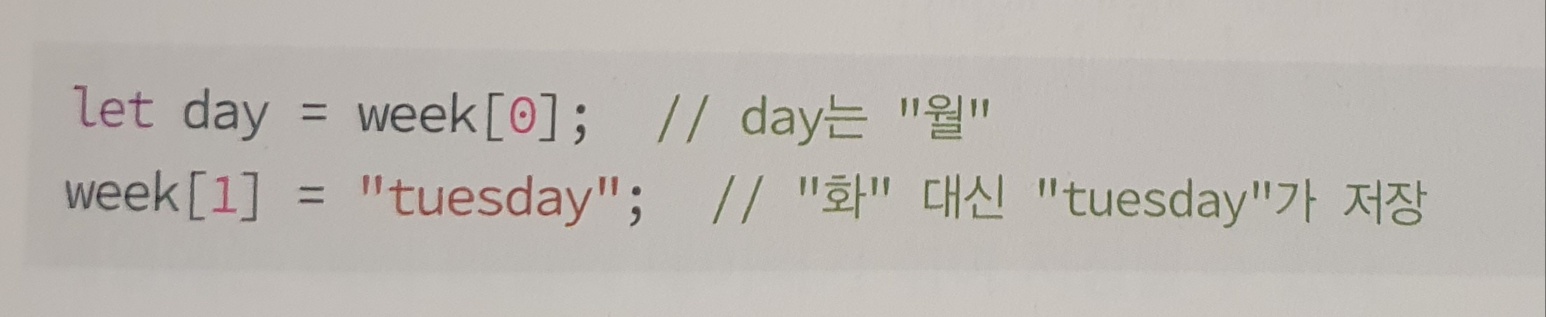 let day = week[0];  // day는 "월"
week[1] = "tuesday";  // "화" 대신 "tuesday"가 저장